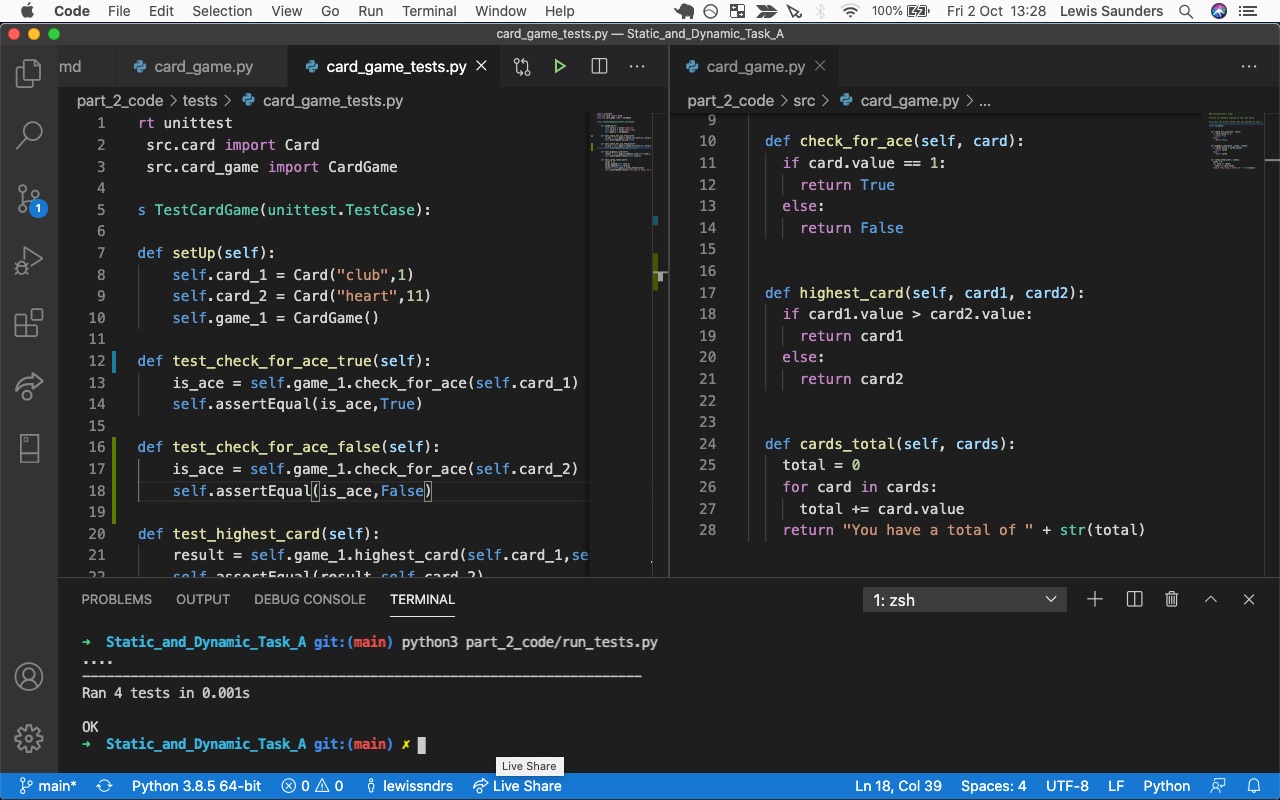 Code File Edit Selection View Go Run Terminal Window Help 100% Fri 2 Oct 13:28 Lewis Saunders
card_game_tests.py — Static_and_Dynamic_Task_A
md card_game.py card_game_tests.py card_game.py
part_2_code > tests > card_game_tests.py
1 rt unittest
2 src.card import Card
3 src.card_game import CardGame
4
5 s TestCardGame(unittest.TestCase):
6
7 def setUp(self):
8 self.card_1 = Card("club",1)
9 self.card_2 = Card("heart",11)
10 self.game_1 = CardGame()
11
12 def test_check_for_ace_true(self):
13 is_ace = self.game_1.check_for_ace(self.card_1)
14 self.assertEqual(is_ace,True)
15
16 def test_check_for_ace_false(self):
17 is_ace = self.game_1.check_for_ace(self.card_2)
18 self.assertEqual(is_ace,False)
19
20 def test_highest_card(self):
21 result = self.game_1.highest_card(self.card_1,se
22 self.assertEqual(result,self.card_2)
part_2_code > src > card_game.py > ...
9
10 def check_for_ace(self, card):
11 if card.value == 1:
12 return True
13 else:
14 return False
15
16
17 def highest_card(self, card1, card2):
18 if card1.value > card2.value:
19 return card1
20 else:
21 return card2
22
23
24 def cards_total(self, cards):
25 total = 0
26 for card in cards:
27 total += card.value
28 return "You have a total of " + str(total)
1
PROBLEMS OUTPUT DEBUG CONSOLE TERMINAL 1: zsh
→ Static_and_Dynamic_Task_A git:(main) python3 part_2_code/run_tests.py
....
----------------------------------------------------------------------
Ran 4 tests in 0.001s
OK
→ Static_and_Dynamic_Task_A git:(main) ✗
Live Share
main* Python 3.8.5 64-bit 0 0 lewissndrs Live Share Ln 18, Col 39 Spaces: 4 UTF-8 LF Python